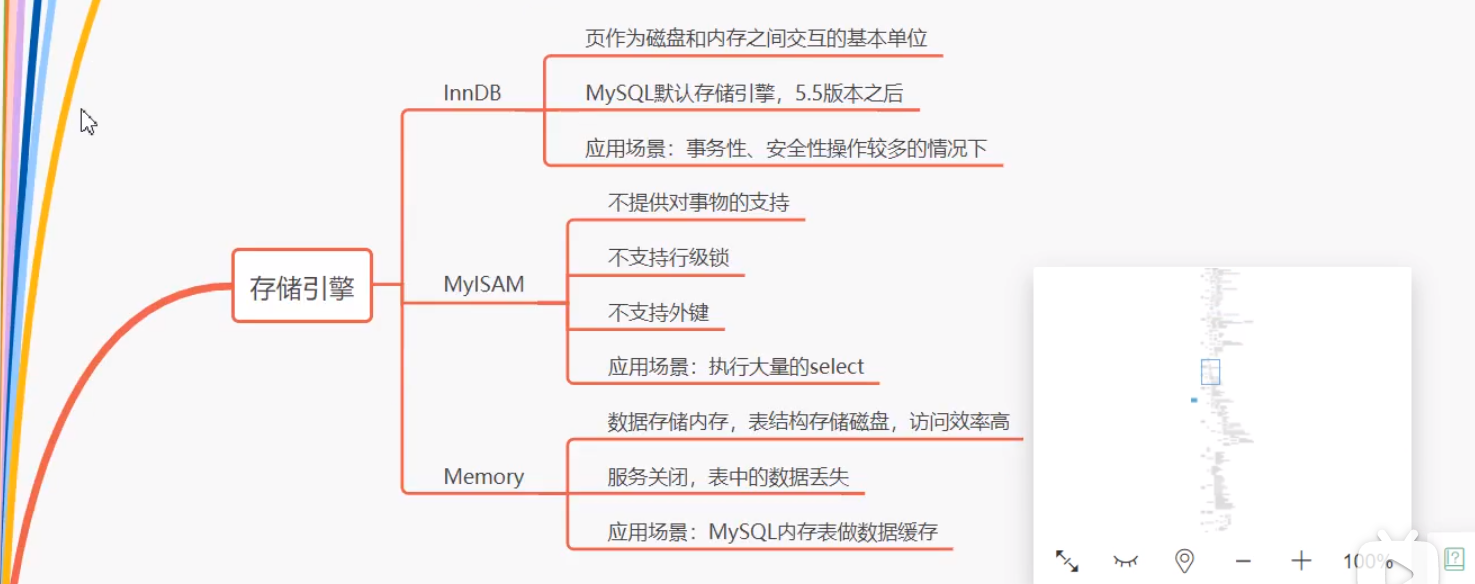 页作为磁盘和内存之间交互的基本单位
InnDB
MySQL默认存储引擎，5.5版本之后
应用场景：事务性、安全性操作较多的情况下
不提供对事物的支持
不支持行级锁
存储引擎
MyISAM
不支持外键
应用场景：执行大量的select
数据存储内存，表结构存储磁盘，访问效率高
Memory
服务关闭，表中的数据丢失
应用场景：MySQL内存表做数据缓存
100%